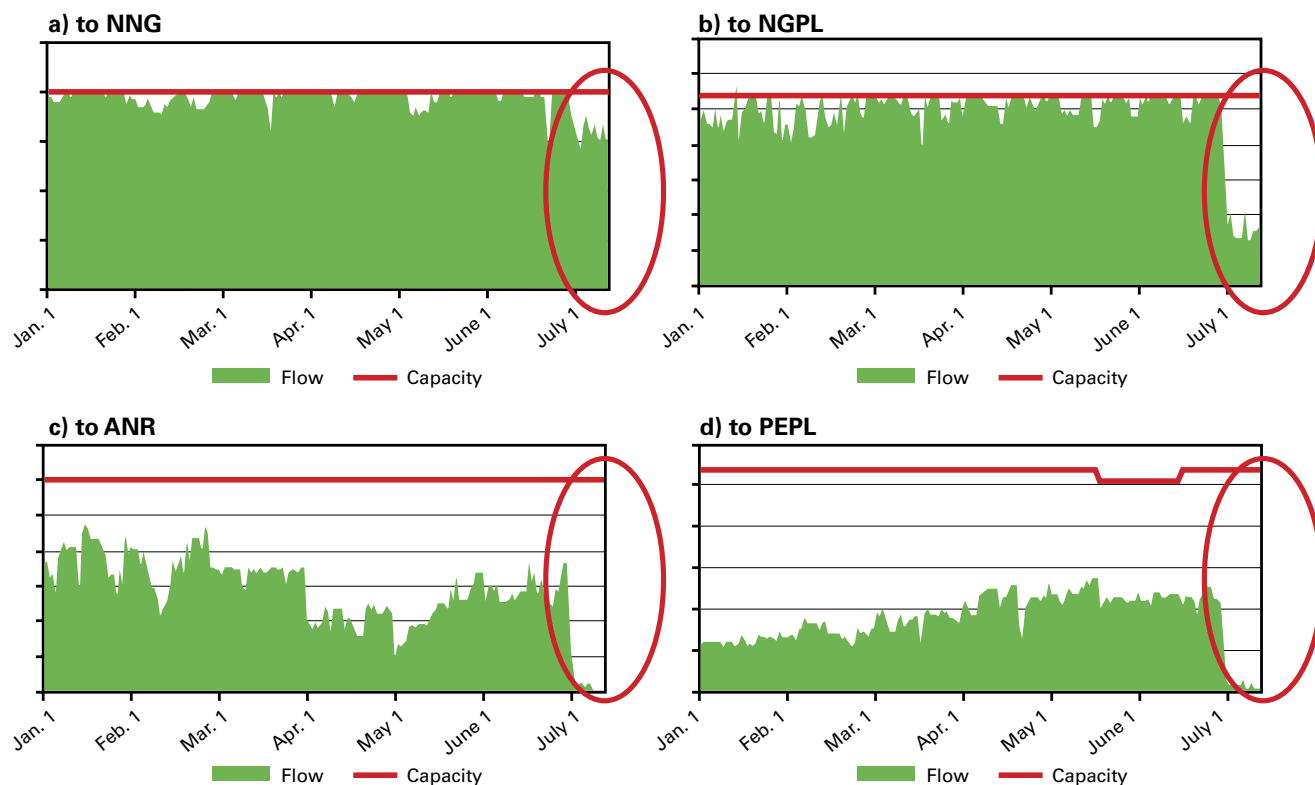 a) to NNG
Jan. 1 Feb. 1 Mar. 1 Apr. 1 May 1 June 1 July 1
Flow Capacity
b) to NGPL
Jan. 1 Feb. 1 Mar. 1 Apr. 1 May 1 June 1 July 1
Flow Capacity
c) to ANR
Jan. 1 Feb. 1 Mar. 1 Apr. 1 May 1 June 1 July 1
Flow Capacity
d) to PEPL
Jan. 1 Feb. 1 Mar. 1 Apr. 1 May 1 June 1 July 1
Flow Capacity